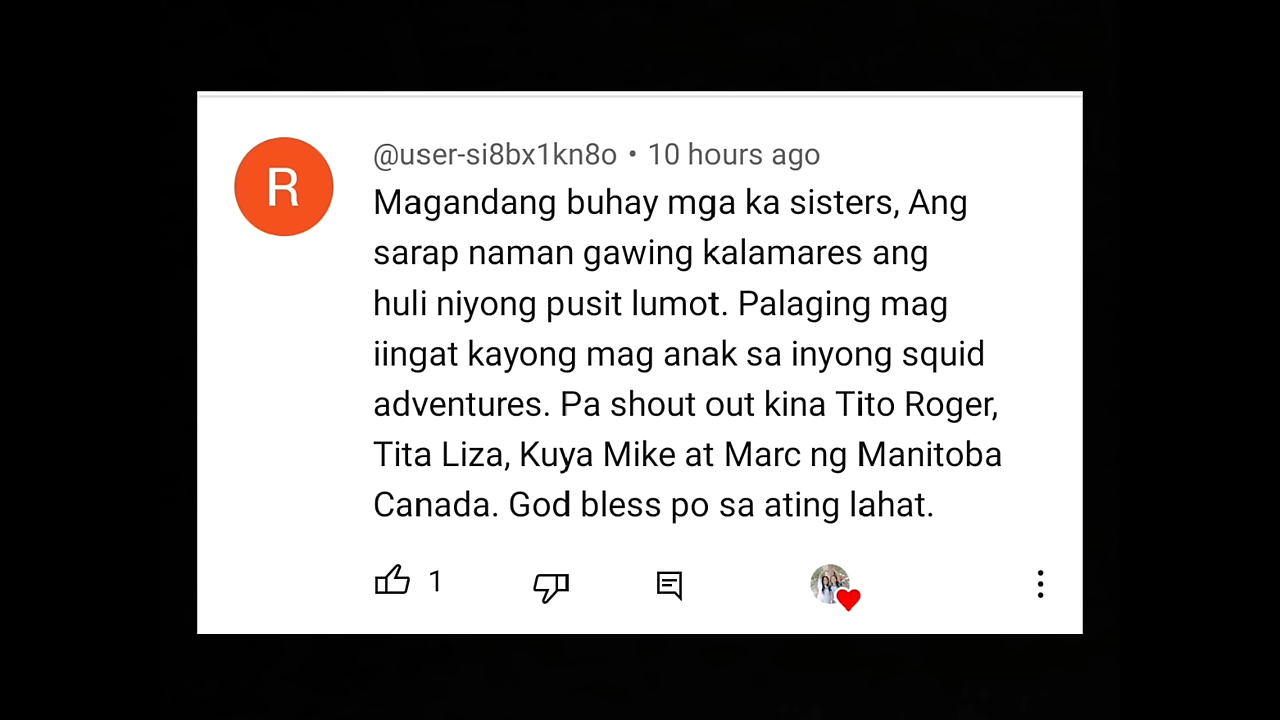 R
@user-si8bx1kn8o • 10 hours ago
Magandang buhay mga ka sisters, Ang
sarap naman gawing kalamares ang
huli niyong pusit lumot. Palaging mag
iingat kayong mag anak sa inyong squid
adventures. Pa shout out kina Tito Roger,
Tita Liza, Kuya Mike at Marc ng Manitoba
Canada. God bless po sa ating lahat.
1